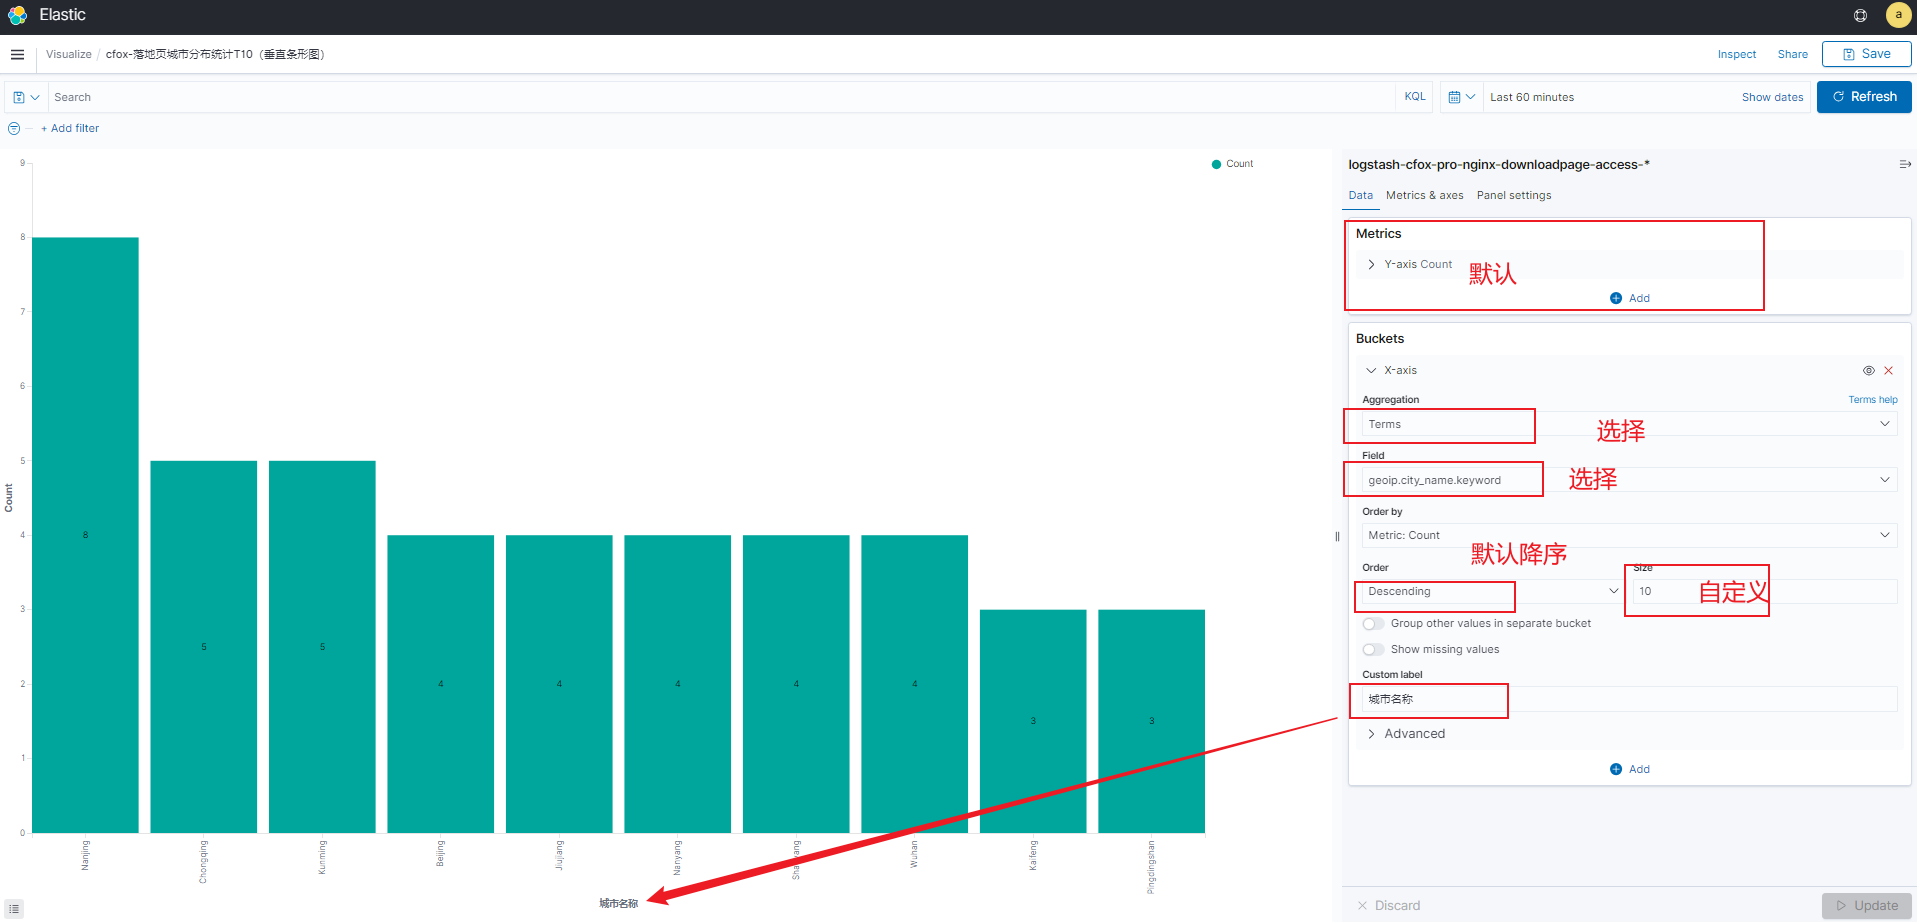 Elastic
a
Visualize / cfox-落地页城市分布统计T10（垂直条形图）
Inspect
Share
Save
Search
KQL
Last 60 minutes
Show dates
Refresh
+ Add filter
Count
9
8
7
6
5
4
3
2
1
0
Count
8
5
5
4
4
4
4
4
3
3
Nanjing
Chongqing
Kunming
Beijing
Jiujiang
Nanyang
Wuhan
Kaifeng
Pingdingshan
城市名称
logstash-cfox-pro-nginx-downloadpage-access-*
Data
Metrics & axes
Panel settings
Metrics
Y-axis Count
默认
Add
Buckets
X-axis
Aggregation
Terms help
Terms
选择
Field
geoip.city_name.keyword
选择
Order by
Metric: Count
默认降序
Order
Size
Descending
10
自定义
Group other values in separate bucket
Show missing values
Custom label
城市名称
Advanced
Add
Discard
Update